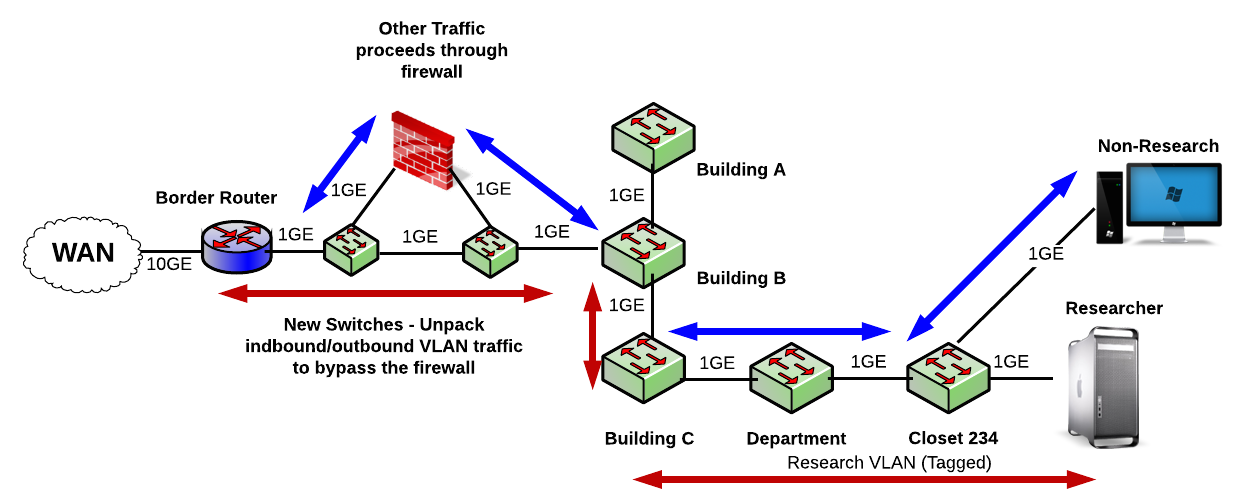 Other Traffic
proceeds through
firewall
Non-Research
Building A
1GE
1GE
1GE
Border Router
WAN
10GE
1GE
1GE
1GE
Building B
1GE
1GE
Researcher
New Switches - Unpack
indbound/outbound VLAN traffic
to bypass the firewall
1GE
1GE
1GE
Building C
Department
Closet 234
Research VLAN (Tagged)